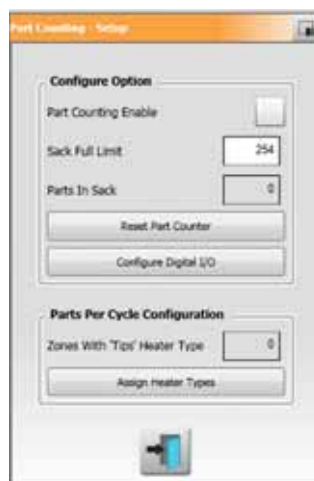 Part Counting - Setup
Configure Option
Part Counting Enable
Sack Full Limit 254
Parts In Sack 0
Reset Part Counter
Configure Digital I/O
Parts Per Cycle Configuration
Zones With 'Tips' Heater Type 0
Assign Heater Types